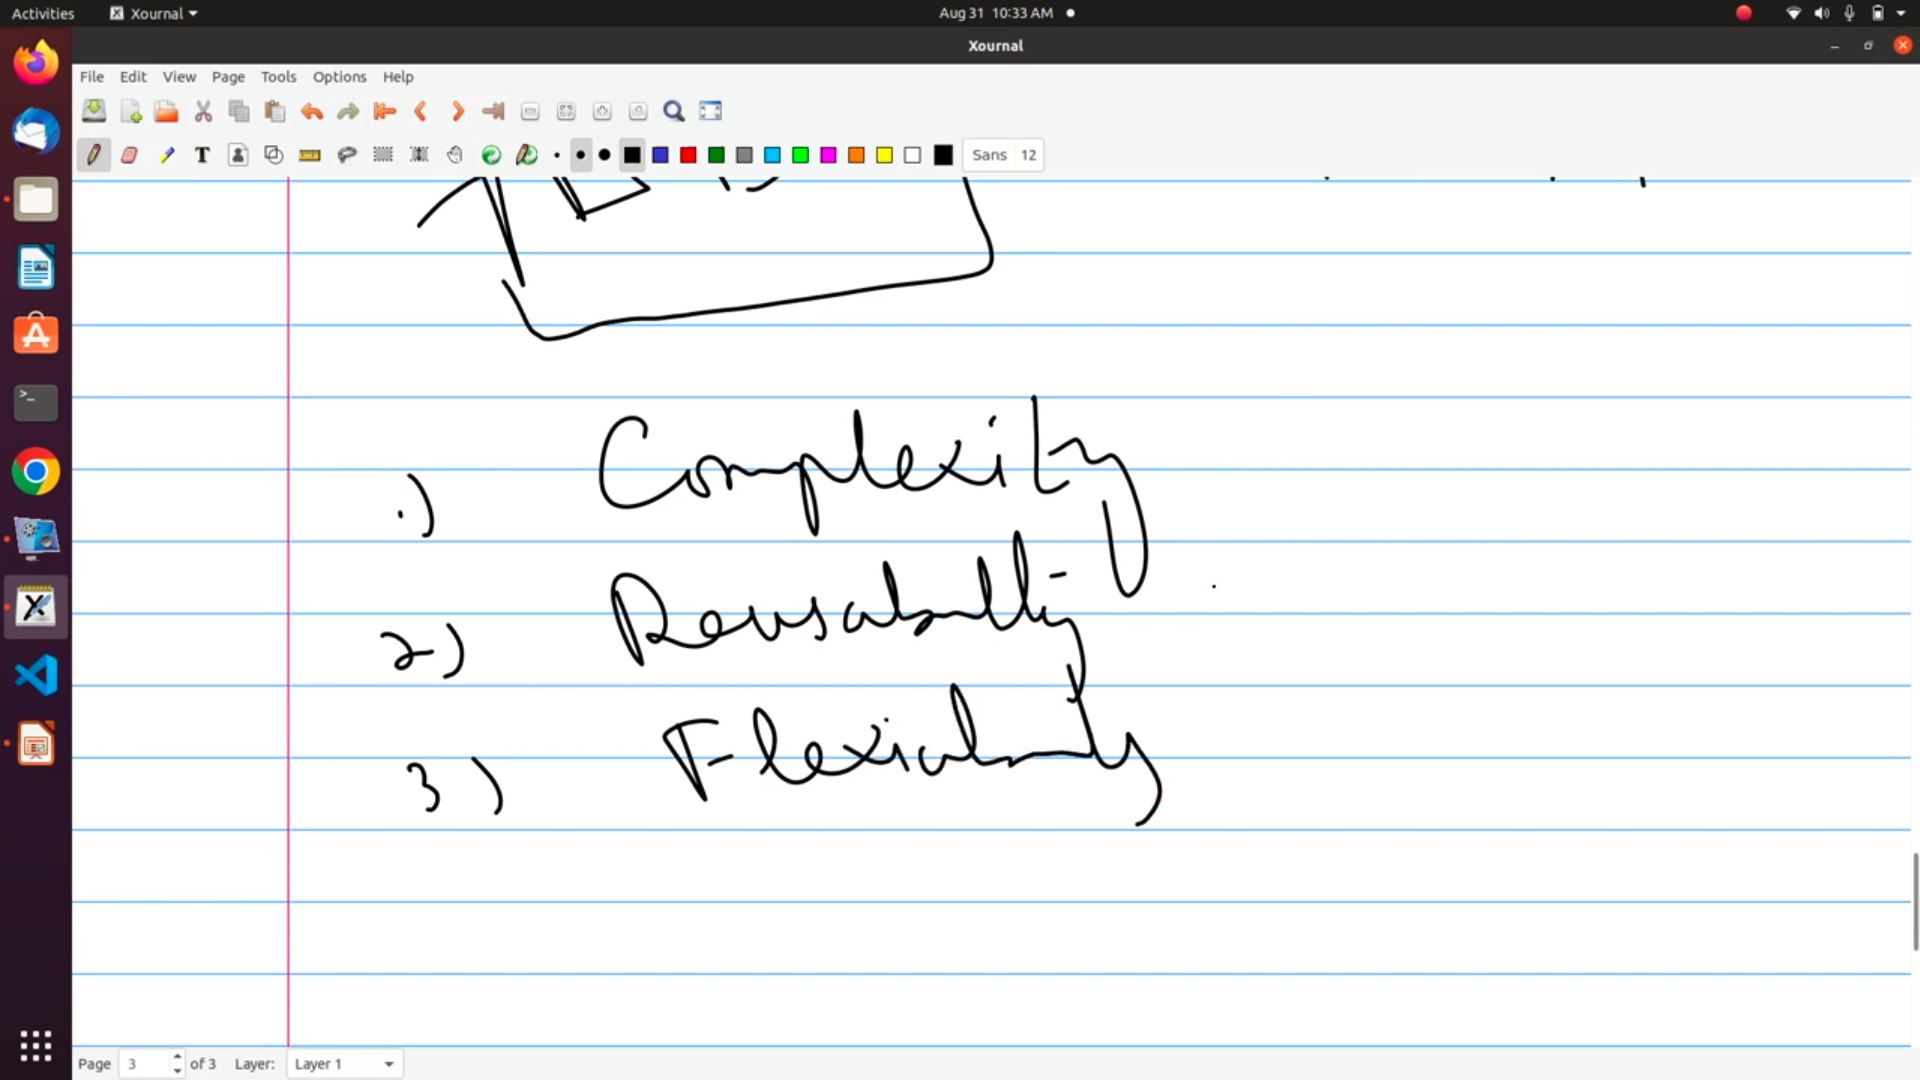 Activities Xournal Aug 31 10:33 AM
Xournal
File Edit View Page Tools Options Help
Sans 12
1) Complexity
2) Reusability
3) Flexiability
Page 3 of 3 Layer: Layer 1